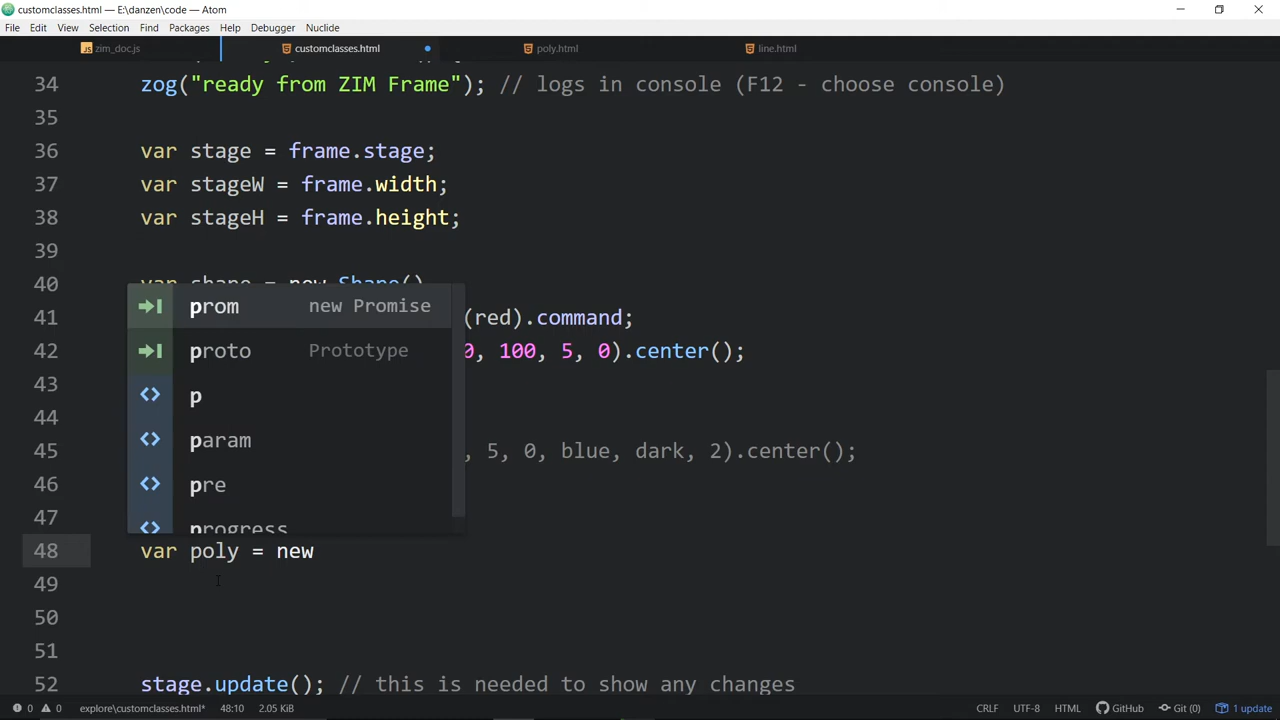 customclasses.html — E:\danzen\code — Atom
File Edit View Selection Find Packages Help Debugger Nuclide
zim_doc.js customclasses.html poly.html line.html
34 zog("ready from ZIM Frame"); // logs in console (F12 - choose console)
35
36 var stage = frame.stage;
37 var stageW = frame.width;
38 var stageH = frame.height;
39
40 var shape = new Shape()
41 (red).command;
42 0, 100, 5, 0).center();
43
44
45 , 5, 0, blue, dark, 2).center();
46
47
48 var poly = new
49
50
51
52 stage.update(); // this is needed to show any changes
prom new Promise
proto Prototype
p
param
pre
progress
0 0 explore\customclasses.html* 48:10 2.05 KiB CRLF UTF-8 HTML GitHub Git (0) 1 update